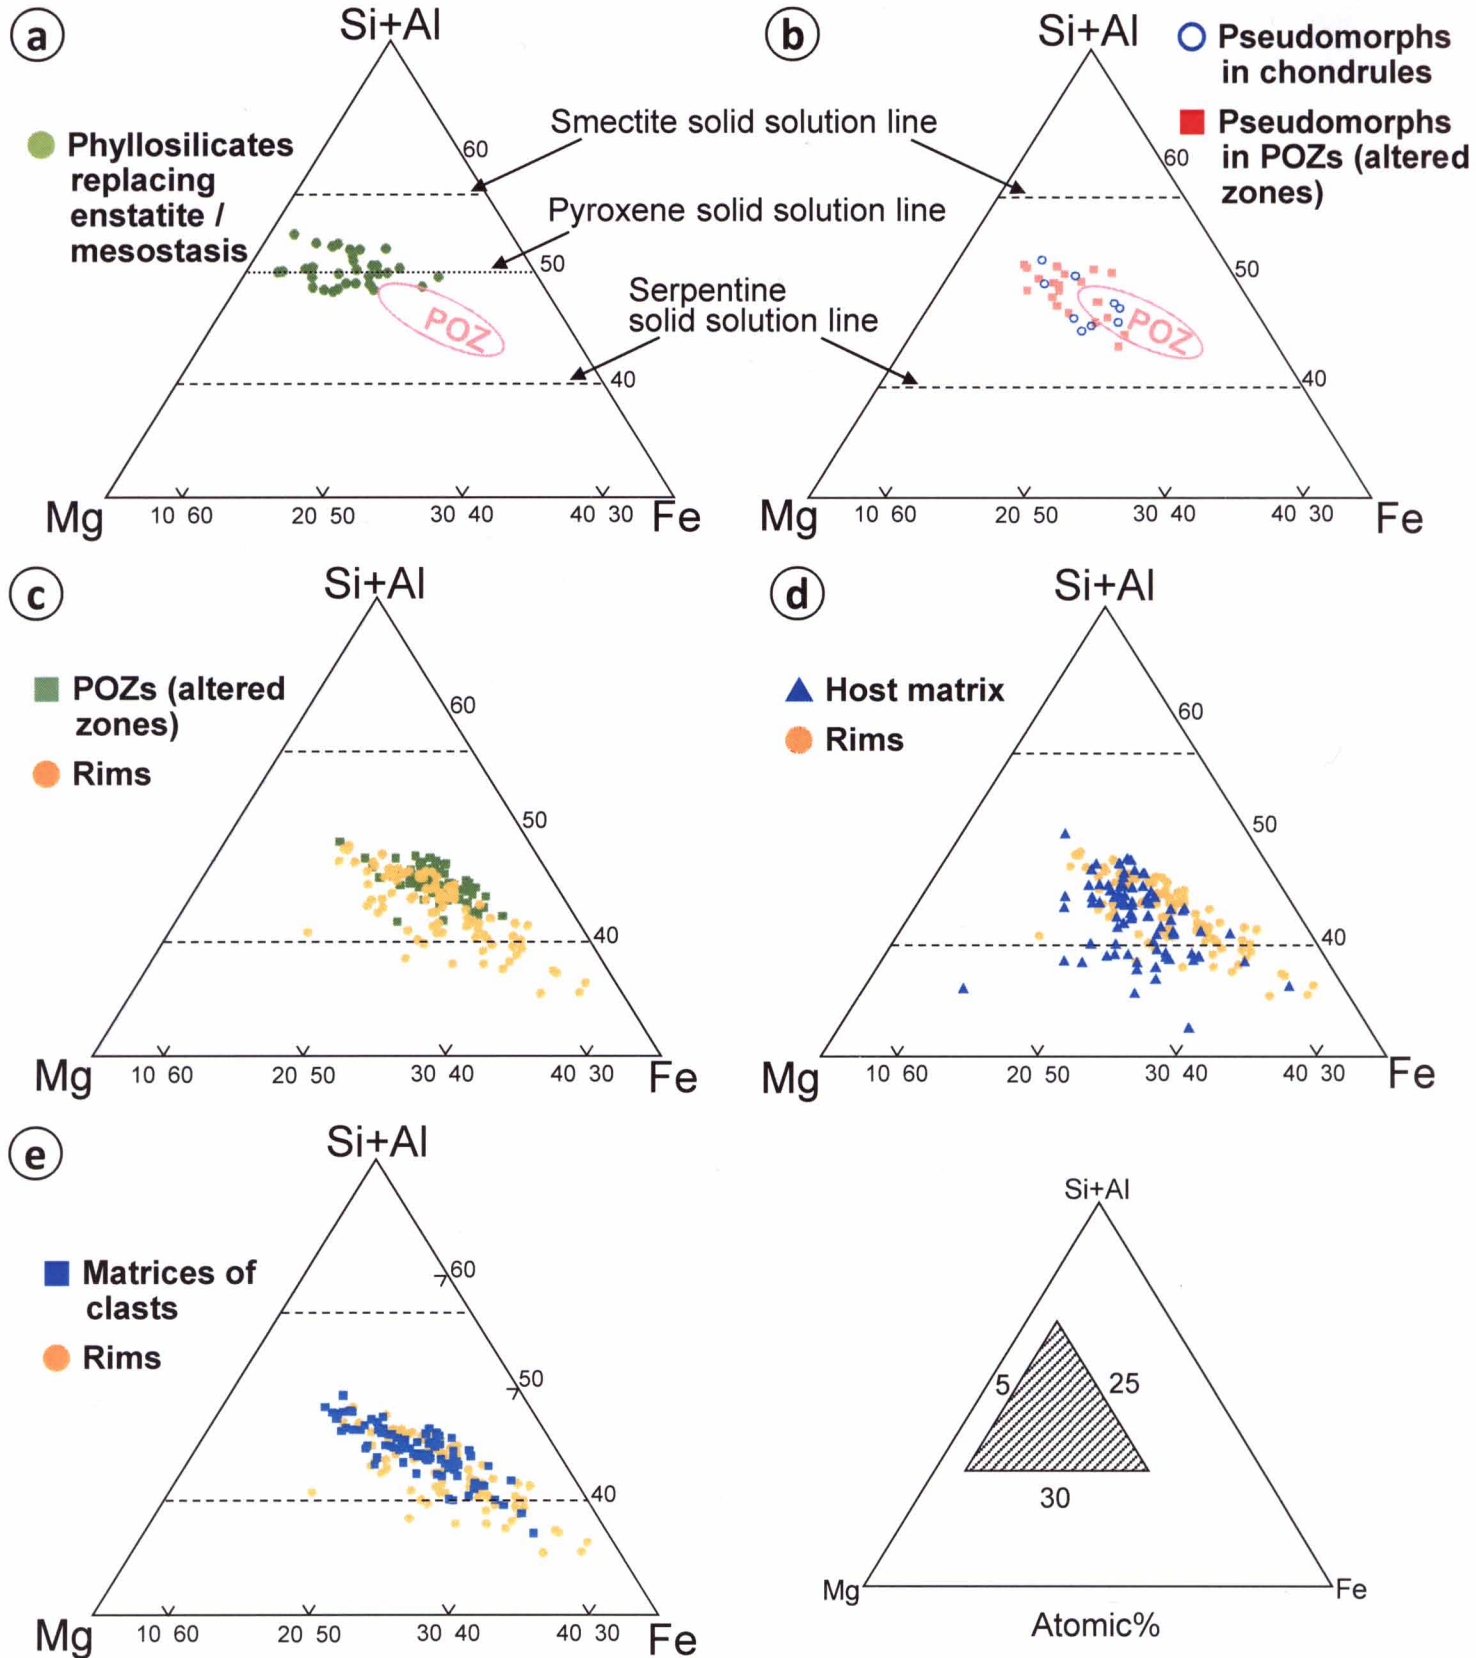 a
Si+Al
Phyllosilicates
replacing
enstatite /
mesostasis
60
50
40
POZ
Mg
10 60
20 50
30 40
40 30
Fe
Smectite solid solution line
Pyroxene solid solution line
Serpentine
solid solution line
b
Si+Al
Pseudomorphs
in chondrules
Pseudomorphs
in POZs (altered
zones)
60
50
40
POZ
Mg
10 60
20 50
30 40
40 30
Fe
c
Si+Al
POZs (altered
zones)
Rims
60
50
40
Mg
10 60
20 50
30 40
40 30
Fe
d
Si+Al
Host matrix
Rims
60
50
40
Mg
10 60
20 50
30 40
40 30
Fe
e
Si+Al
Matrices of
clasts
Rims
60
50
40
Mg
10 60
20 50
30 40
40 30
Fe
Si+Al
5
25
30
Mg
Fe
Atomic%